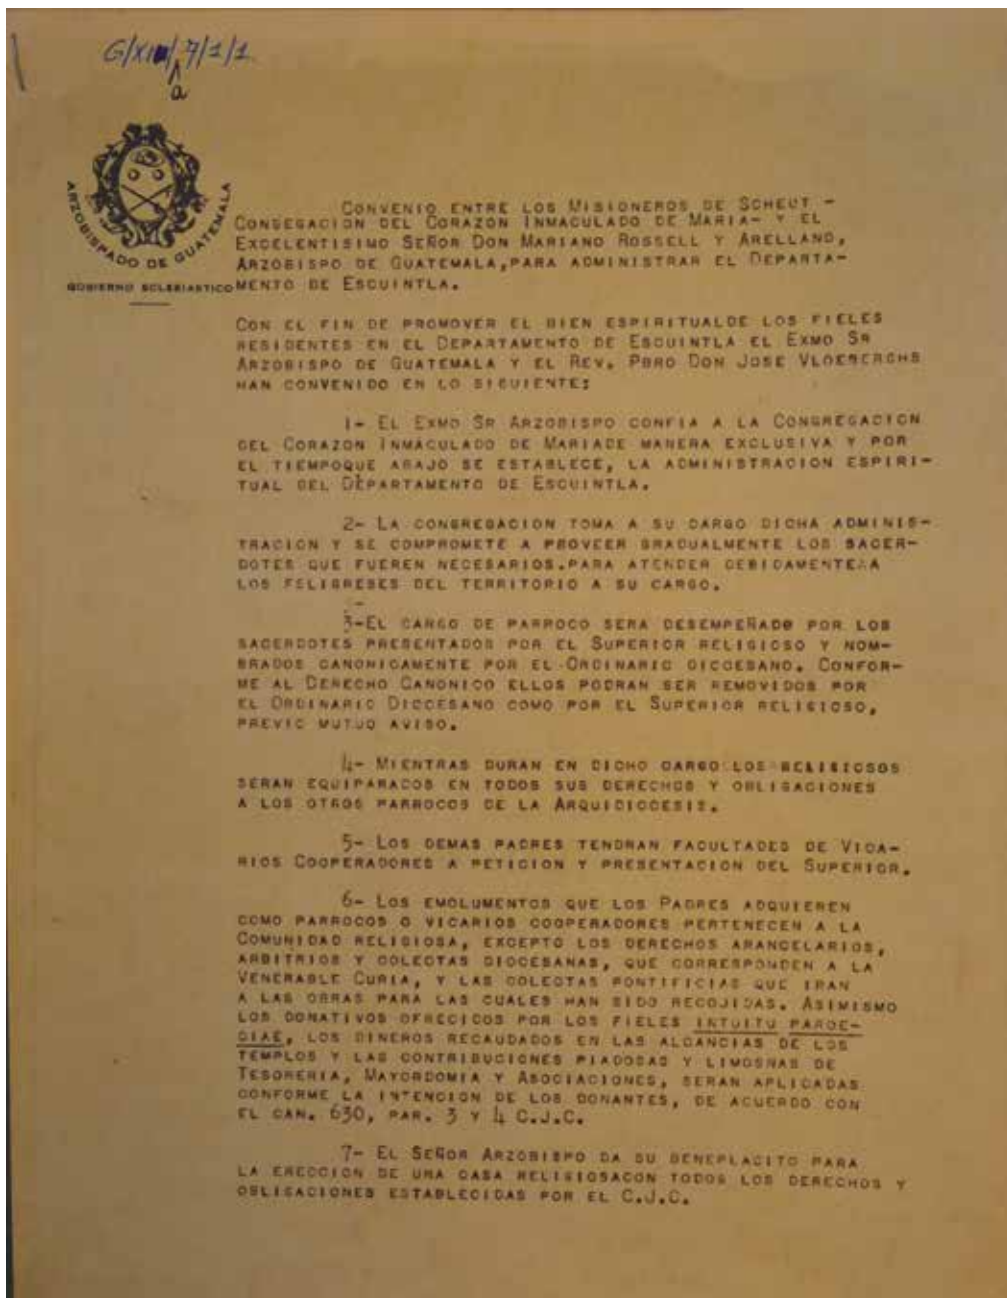 G/XIII/7/1/1
a
ARZOBISPADO DE GUATEMALA
GOBIERNO ECLESIASTICO
CONVENIO ENTRE LOS MISIONEROS DE SCHEUT -
CONSEGACION DEL CORAZON INMACULADO DE MARIA- Y EL
EXCELENTISIMO SEÑOR DON MARIANO ROSSELL Y ARELLANO,
ARZOBISPO DE GUATEMALA,PARA ADMINISTRAR EL DEPARTA-
MENTO DE ESCUINTLA.
CON EL FIN DE PROMOVER EL BIEN ESPIRITUALDE LOS FIELES
RESIDENTES EN EL DEPARTAMENTO DE ESCUINTLA EL EXMO SR
ARZOBISPO DE GUATEMALA Y EL REV. PBRO DON JOSE VLOEBERGHS
HAN CONVENIDO EN LO SIGUIENTE:
1- EL EXMO SR ARZOBISPO CONFIA A LA CONGREGACION
DEL CORAZON INMACULADO DE MARIADE MANERA EXCLUSIVA Y POR
EL TIEMPOQUE ABAJO SE ESTABLECE, LA ADMINISTRACION ESPIRI-
TUAL DEL DEPARTAMENTO DE ESCUINTLA.
2- LA CONGREGACION TOMA A SU CARGO DICHA ADMINIS-
TRACION Y SE COMPROMETE A PROVEER GRADUALMENTE LOS SACER-
DOTES QUE FUEREN NECESARIOS.PARA ATENDER DEBIDAMENTE A
LOS FELIGRESES DEL TERRITORIO A SU CARGO.
3-EL CARGO DE PARROCO SERA DESEMPEÑADO POR LOS
SACERDOTES PRESENTADOS POR EL SUPERIOR RELIGIOSO Y NOM-
BRADOS CANONICAMENTE POR EL ORDINARIO DIOCESANO. CONFOR-
ME AL DERECHO CANONICO ELLOS PODRAN SER REMOVIDOS POR
EL ORDINARIO DIOCESANO COMO POR EL SUPERIOR RELIGIOSO,
PREVIO MUTUO AVISO.
4- MIENTRAS DURAN EN DICHO CARGO LOS RELIGIOSOS
SERAN EQUIPARADOS EN TODOS SUS DERECHOS Y OBLIGACIONES
A LOS OTROS PARROCOS DE LA ARQUIDIOCESIS.
5- LOS DEMAS PADRES TENDRAN FACULTADES DE VICA-
RIOS COOPERADORES A PETICION Y PRESENTACION DEL SUPERIOR.
6- LOS EMOLUMENTOS QUE LOS PADRES ADQUIEREN
COMO PARROCOS O VICARIOS COOPERADORES PERTENECEN A LA
COMUNIDAD RELIGIOSA, EXCEPTO LOS DERECHOS ARANCELARIOS,
ARBITRIOS Y COLECTAS DIOCESANAS, QUE CORRESPONDEN A LA
VENERABLE CURIA, Y LAS COLECTAS PONTIFICIAS QUE IRAN
A LAS OBRAS PARA LAS CUALES HAN SIDO RECOJIDAS. ASIMISMO
LOS DONATIVOS OFRECIDOS POR LOS FIELES INTUITU PAROE-
CIAE, LOS DINEROS RECAUDADOS EN LAS ALCANCIAS DE LOS
TEMPLOS Y LAS CONTRIBUCIONES PIADOSAS Y LIMOSNAS DE
TESORERIA, MAYORDOMIA Y ASOCIACIONES, SERAN APLICADAS
CONFORME LA INTENCION DE LOS DONANTES, DE ACUERDO CON
EL CAN. 630, PAR. 3 Y 4 C.J.C.
7- EL SEÑOR ARZOBISPO DA SU BENEPLACITO PARA
LA ERECCION DE UNA CASA RELIGIOSACON TODOS LOS DERECHOS Y
OBLIGACIONES ESTABLECIDAS POR EL C.J.C.